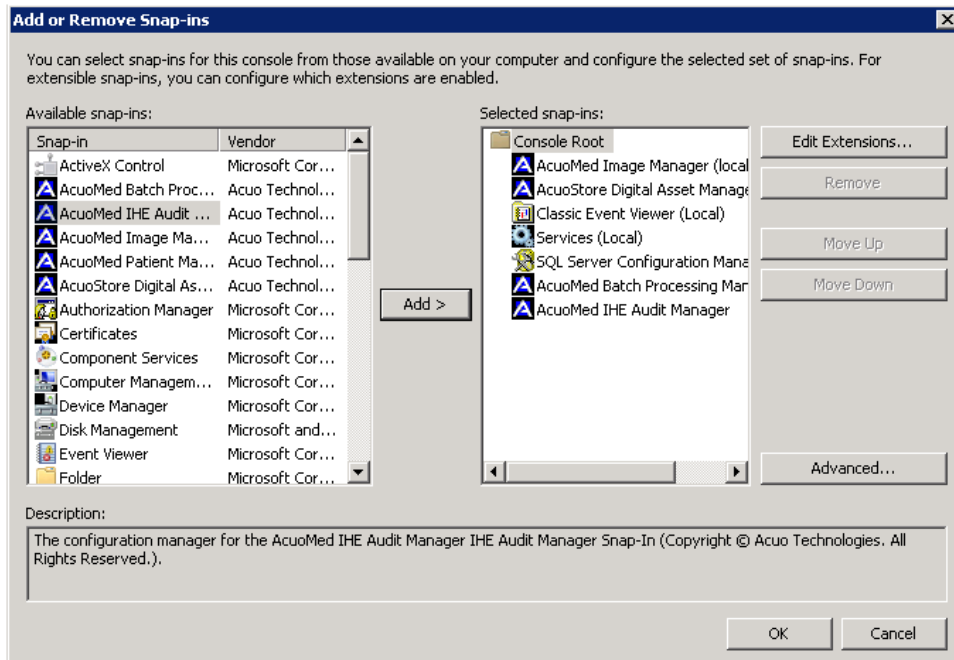 Add or Remove Snap-ins
You can select snap-ins for this console from those available on your computer and configure the selected set of snap-ins. For
extensible snap-ins, you can configure which extensions are enabled.
Available snap-ins:
Snap-in Vendor
ActiveX Control Microsoft Cor...
AcuoMed Batch Proc... Acuo Technol...
AcuoMed IHE Audit ... Acuo Technol...
AcuoMed Image Ma... Acuo Technol...
AcuoMed Patient Ma... Acuo Technol...
AcuoStore Digital As... Acuo Technol...
Authorization Manager Microsoft Cor...
Certificates Microsoft Cor...
Component Services Microsoft Cor...
Computer Managem... Microsoft Cor...
Device Manager Microsoft Cor...
Disk Management Microsoft and...
Event Viewer Microsoft Cor...
Folder Microsoft Cor...
Add >
Selected snap-ins:
Console Root
AcuoMed Image Manager (local
AcuoStore Digital Asset Manage
Classic Event Viewer (Local)
Services (Local)
SQL Server Configuration Mana
AcuoMed Batch Processing Man
AcuoMed IHE Audit Manager
Edit Extensions...
Remove
Move Up
Move Down
Advanced...
Description:
The configuration manager for the AcuoMed IHE Audit Manager IHE Audit Manager Snap-In (Copyright © Acuo Technologies. All
Rights Reserved.).
OK
Cancel